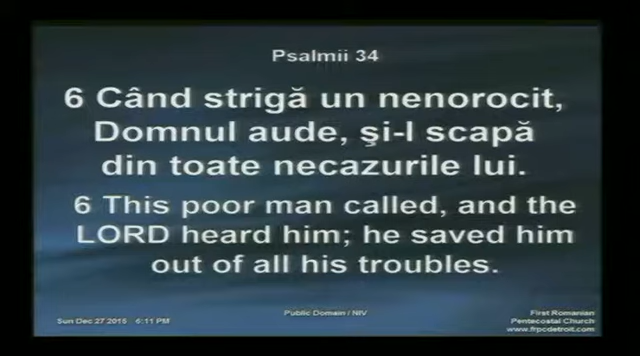 Psalmii 34
6 Când strigă un nenorocit,
Domnul aude, şi-l scapă
din toate necazurile lui.
6 This poor man called, and the
LORD heard him; he saved him
out of all his troubles.
Public Domain / NIV
Sun Dec 27 2015 6:11 PM
First Romanian
Pentecostal Church
www.frpcdetroit.com